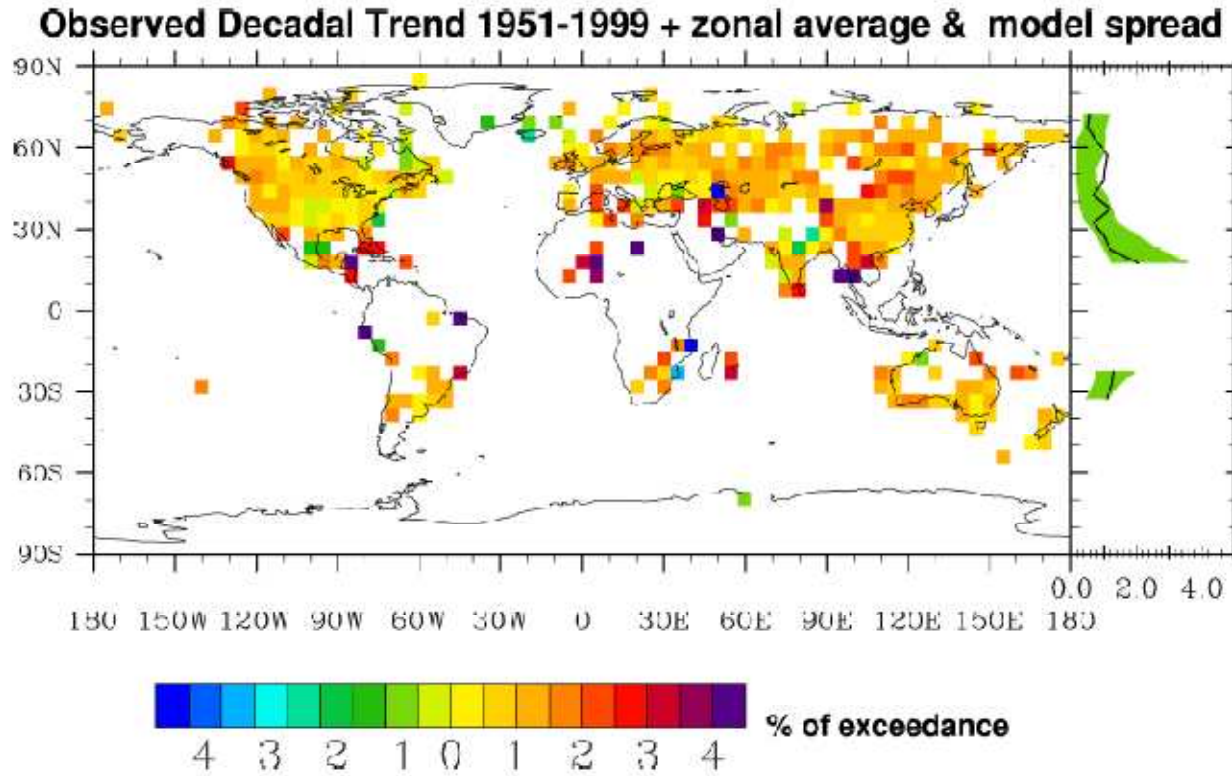 Observed Decadal Trend 1951-1999 + zonal average & model spread
90N
60N
30N
0
30S
60S
90S
0.0 2.0 4.0
180 150W 120W 90W 60W 30W 0 30E 60E 90E 120E 150E 180
% of exceedance
4 3 2 1 0 1 2 3 4